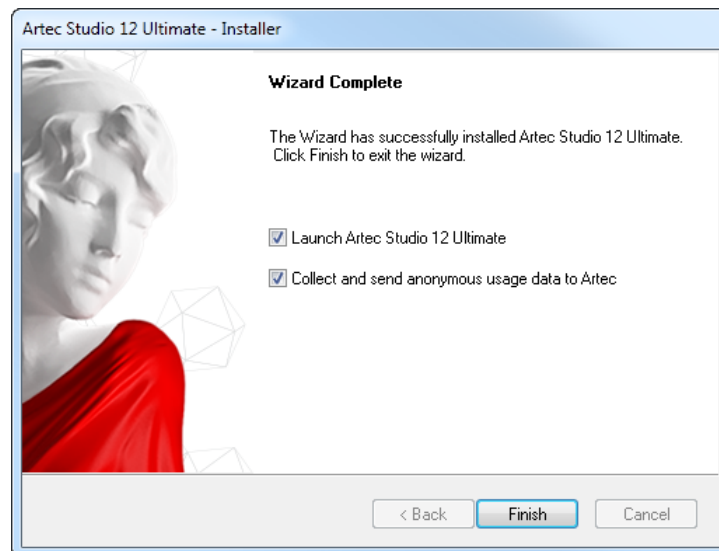 Artec Studio 12 Ultimate - Installer
Wizard Complete
The Wizard has successfully installed Artec Studio 12 Ultimate.
Click Finish to exit the wizard.
Launch Artec Studio 12 Ultimate
Collect and send anonymous usage data to Artec
< Back
Finish
Cancel